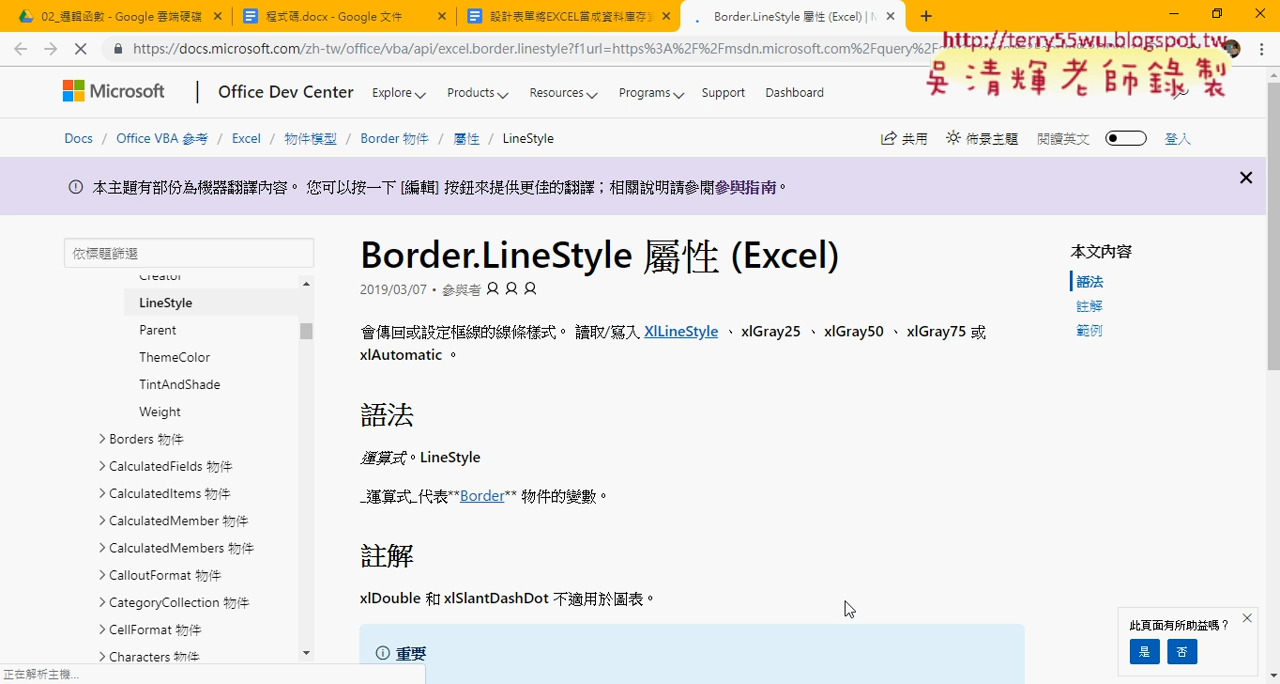 02_邏輯函數 - Google 雲端硬碟
程式碼.docx - Google 文件
設計表單將EXCEL當成資料庫存
Border.LineStyle 屬性 (Excel) | M
https://docs.microsoft.com/zh-tw/office/vba/api/excel.border.linestyle?f1url=https%3A%2F%2Fmsdn.microsoft.com%2Fquery%2F
http://terry55wu.blogspot.tw
吳清輝老師錄製
Microsoft
Office Dev Center
Explore
Products
Resources
Programs
Support
Dashboard
Docs / Office VBA 參考 / Excel / 物件模型 / Border 物件 / 屬性 / LineStyle
共用
佈景主題
閱讀英文
登入
本主題有部份為機器翻譯內容。 您可以按一下 [編輯] 按鈕來提供更佳的翻譯；相關說明請參閱參與指南。
依標題篩選
Creator
LineStyle
Parent
ThemeColor
TintAndShade
Weight
Borders 物件
CalculatedFields 物件
CalculatedItems 物件
CalculatedMember 物件
CalculatedMembers 物件
CalloutFormat 物件
CategoryCollection 物件
CellFormat 物件
Characters 物件
Border.LineStyle 屬性 (Excel)
2019/03/07 • 參與者
會傳回或設定框線的線條樣式。 讀取/寫入 XlLineStyle 、 xlGray25 、 xlGray50 、 xlGray75 或
xlAutomatic 。
語法
運算式。LineStyle
_運算式_代表**Border** 物件的變數。
註解
xlDouble 和 xlSlantDashDot 不適用於圖表。
重要
本文內容
語法
註解
範例
此頁面有所助益嗎？
是
否
正在解析主機...